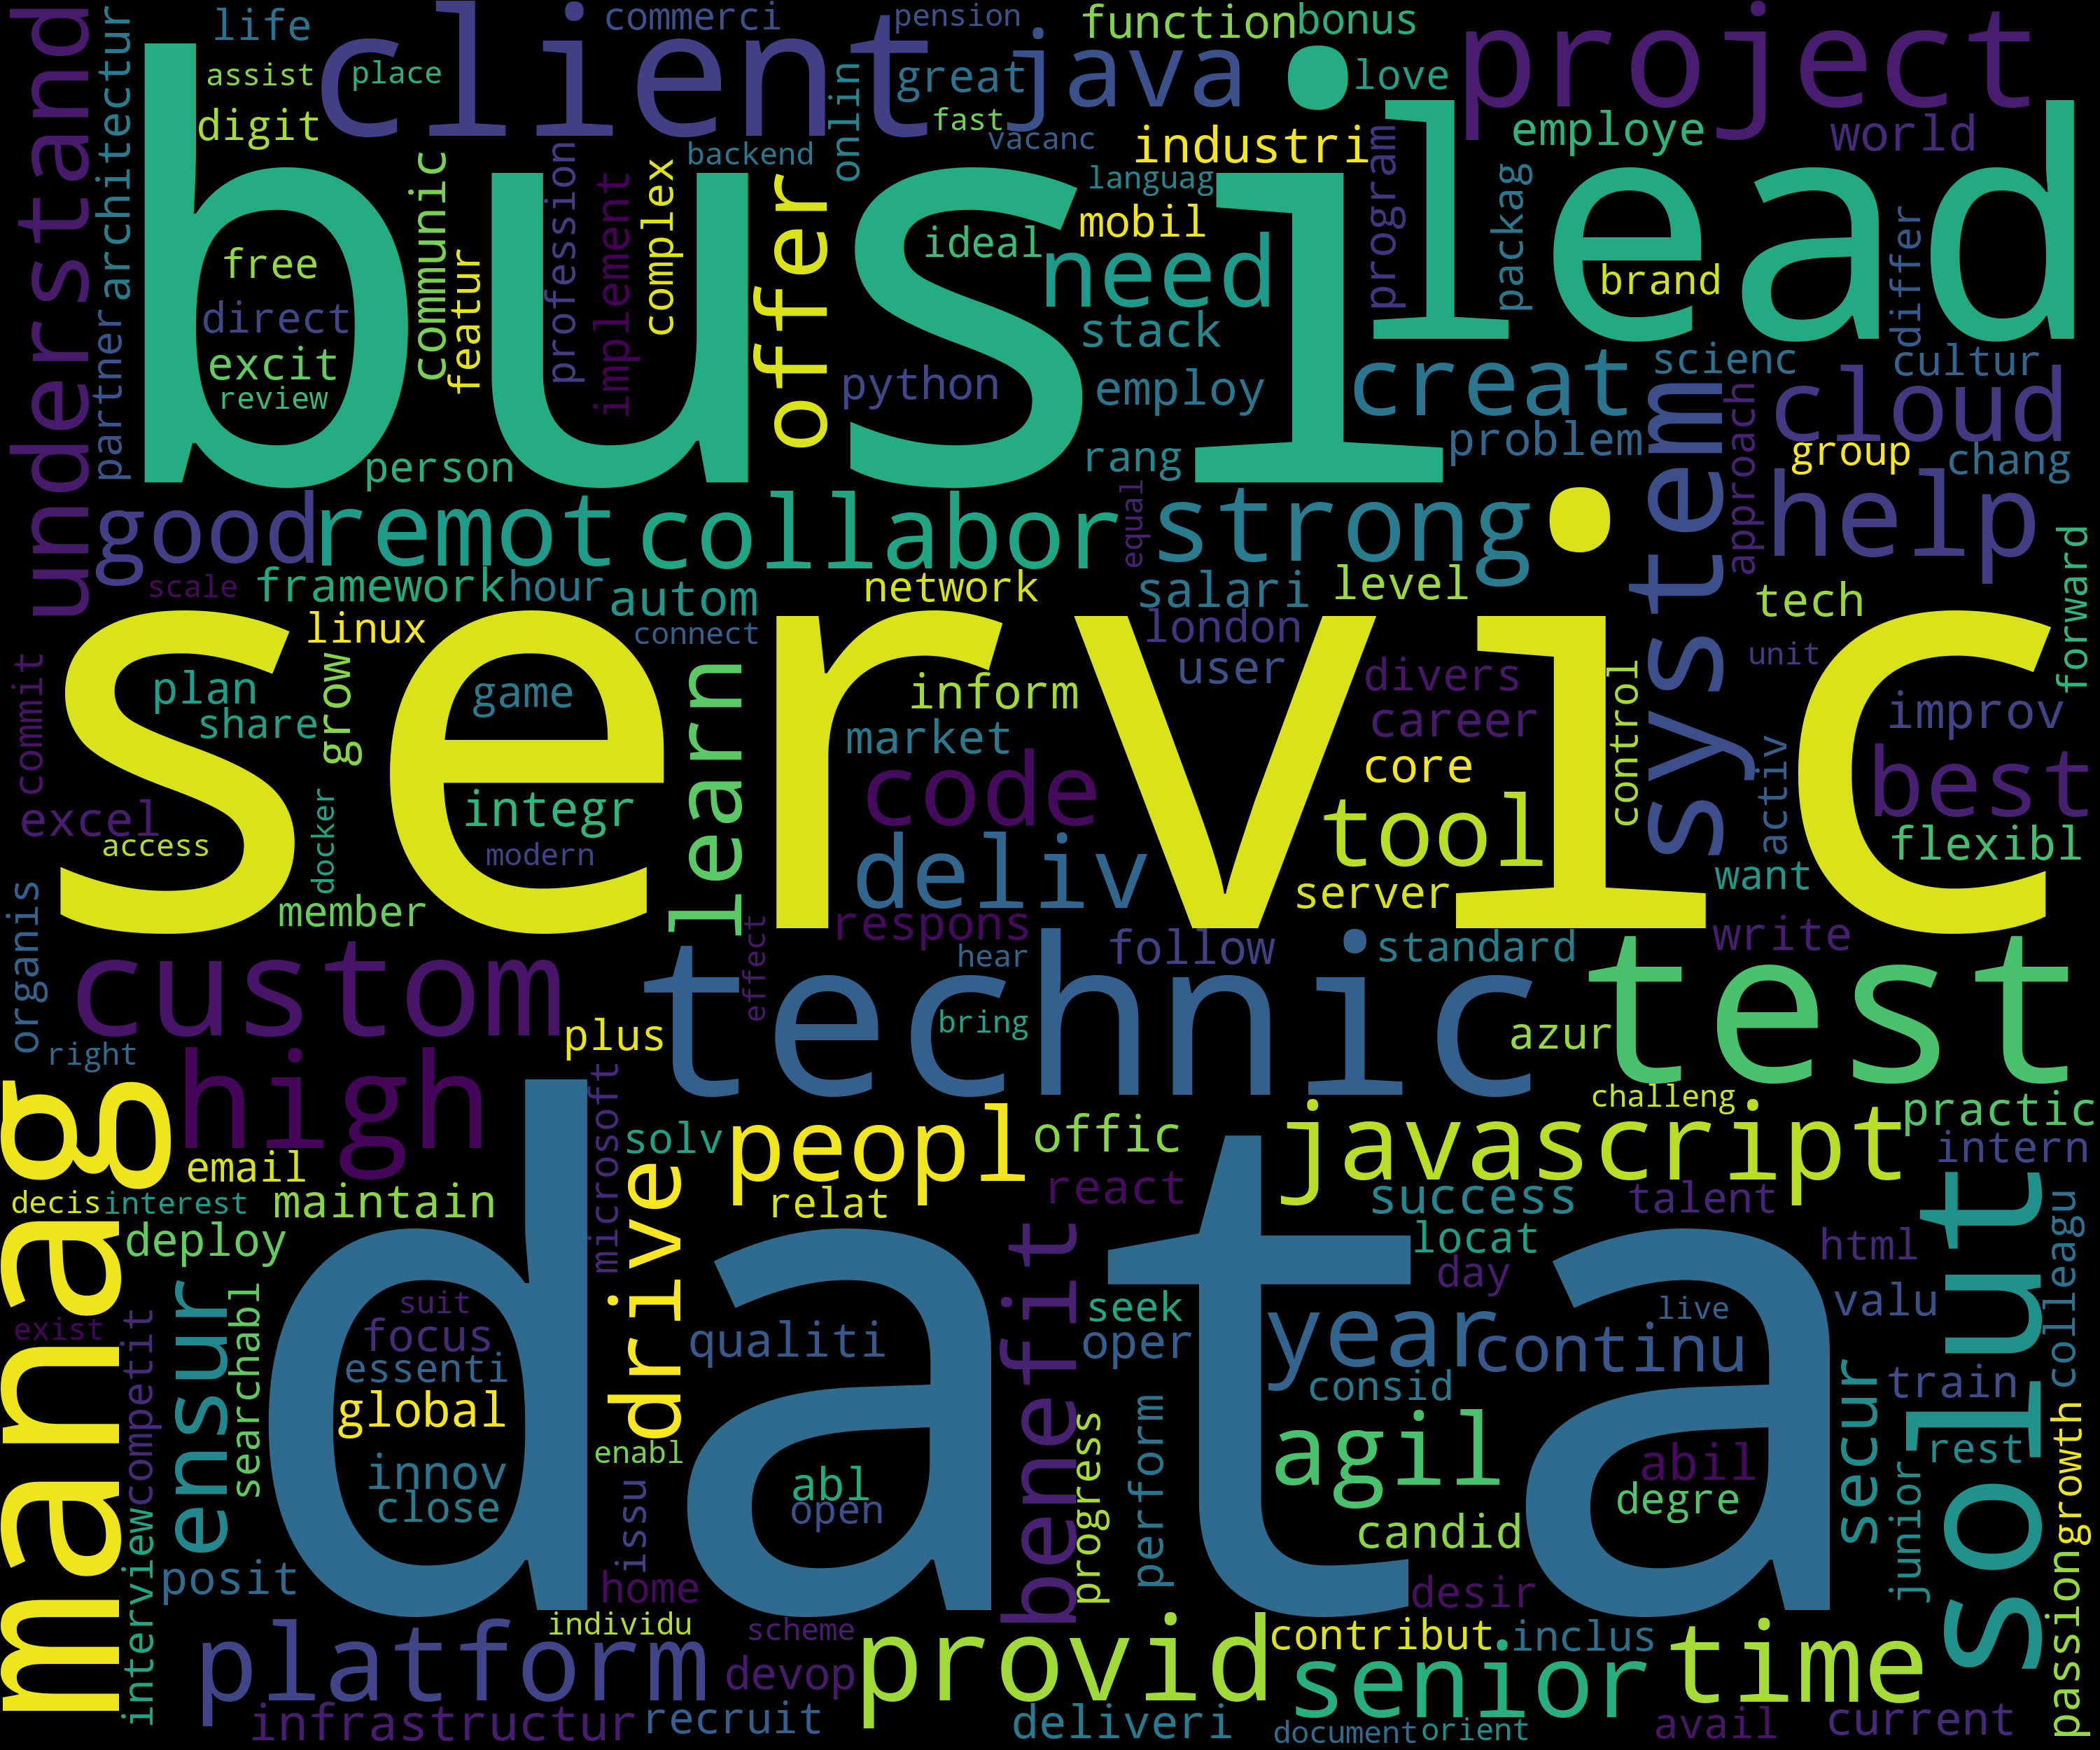 understand
architectur
life
commerci
client
pension
function
bonus
java
project
assist
place
great
love
digit
fast
onlin
vacanc
industri
employe
world
backend
languag
program
packag
communic
profession
implement
complex
offer
busi
lead
mobil
ideal
need
brand
differ
free
direct
featur
partner
excit
review
python
stack
employ
creat
scienc
cultur
system
cloud
approach
person
rang
problem
group
chang
good
remot
collabor
equal
strong
help
forward
scale
framework
hour
autom
network
salari
level
tech
linux
connect
london
unit
commit
plan
grow
game
learn
inform
user
divers
control
share
market
career
improv
servic
core
activ
best
excel
docker
integr
code
tool
access
modern
deliv
flexibl
organis
member
server
want
respons
effect
custom
hear
follow
standard
write
technic
test
right
plus
bring
azur
manag
high
microsoft
challeng
javascript
practic
email
solv
peopl
offic
intern
decis
interest
maintain
drive
relat
react
success
talent
solut
deploy
benefit
locat
html
colleagu
ensur
searchabl
day
data
suit
seek
year
live
valu
exist
competit
focus
qualiti
oper
continu
essenti
consid
secur
train
global
enabl
progress
perform
agil
abil
rest
growth
interview
innov
issu
abl
degre
close
open
candid
junior
passion
posit
home
desir
individu
scheme
contribut
inclus
platform
devop
provid
senior
time
infrastructur
recruit
deliveri
document
orient
avail
current